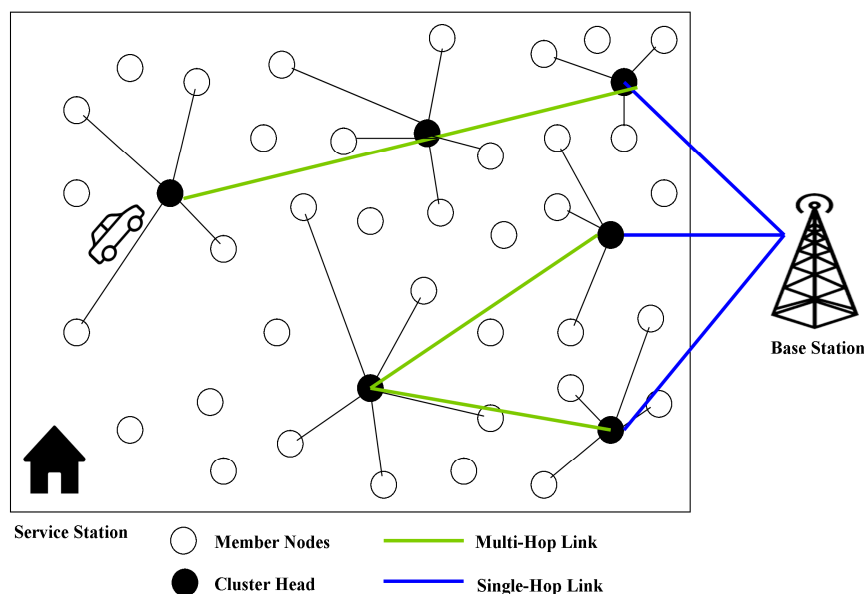 Base Station
Service Station
Member Nodes
Multi-Hop Link
Cluster Head
Single-Hop Link